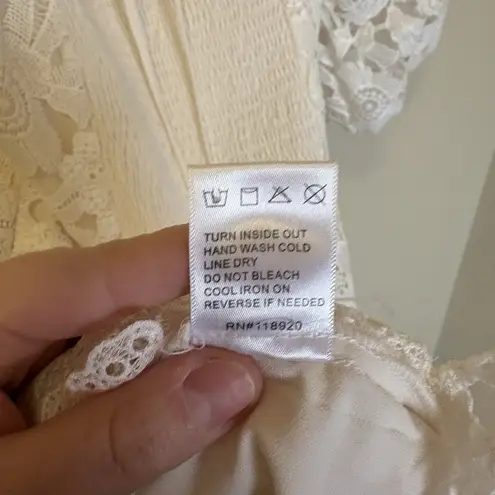 TURN INSIDE OUT
HAND WASH COLD
LINE DRY
DO NOT BLEACH
COOL IRON ON
REVERSE IF NEEDED
RN#118920